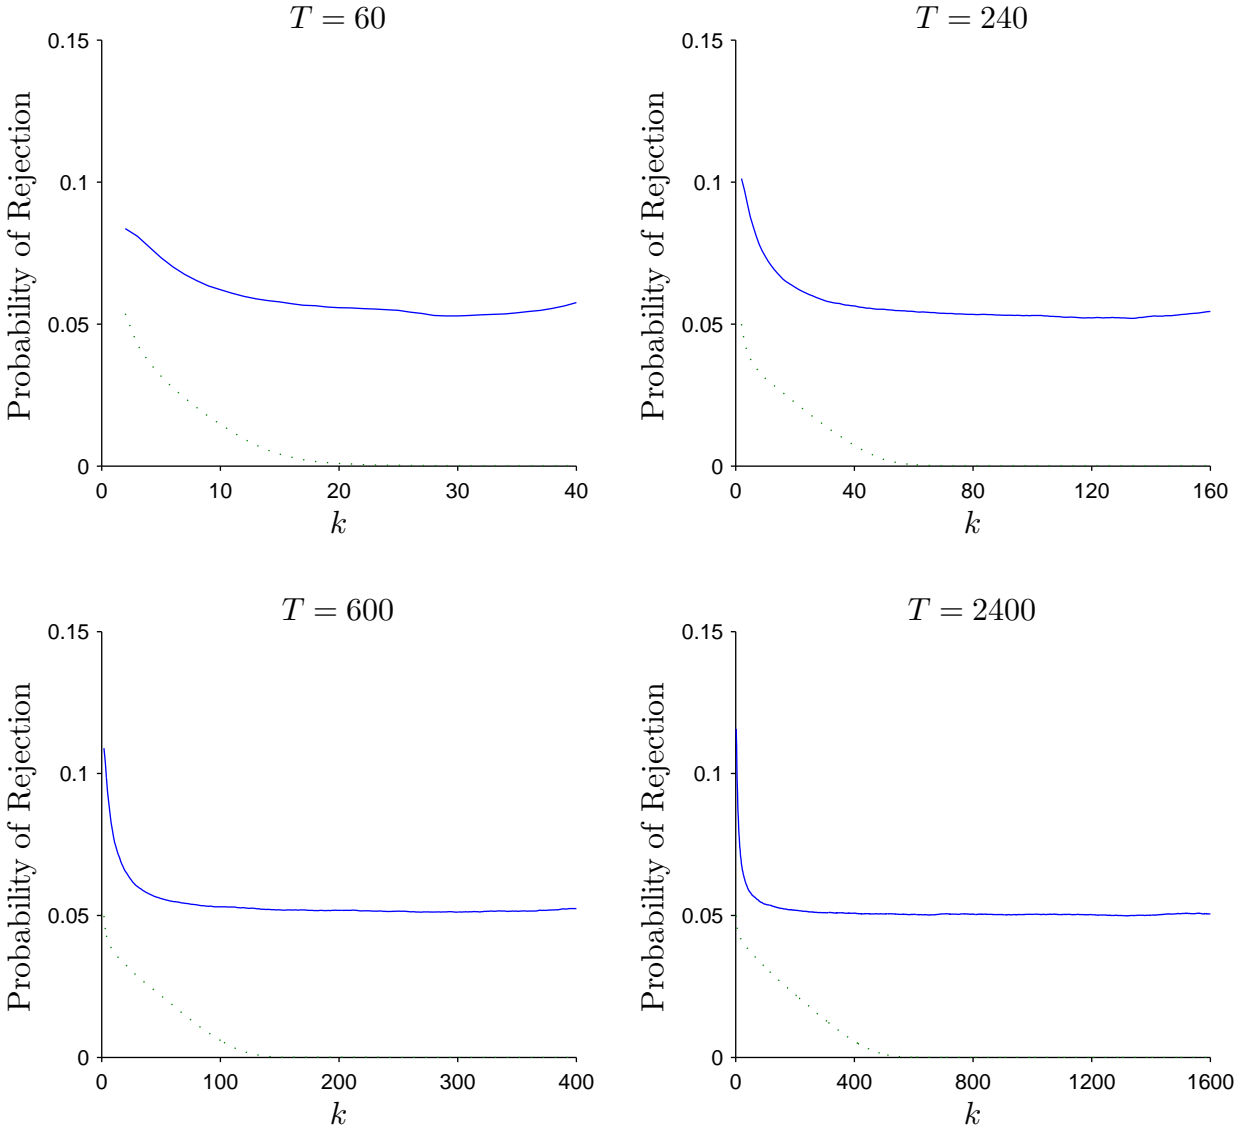 T = 60
0.15
0.1
0.05
0
0 10 20 30 40
k
Probability of Rejection
T = 240
0.15
0.1
0.05
0
0 40 80 120 160
k
Probability of Rejection
T = 600
0.15
0.1
0.05
0
0 100 200 300 400
k
Probability of Rejection
T = 2400
0.15
0.1
0.05
0
0 400 800 1200 1600
k
Probability of Rejection